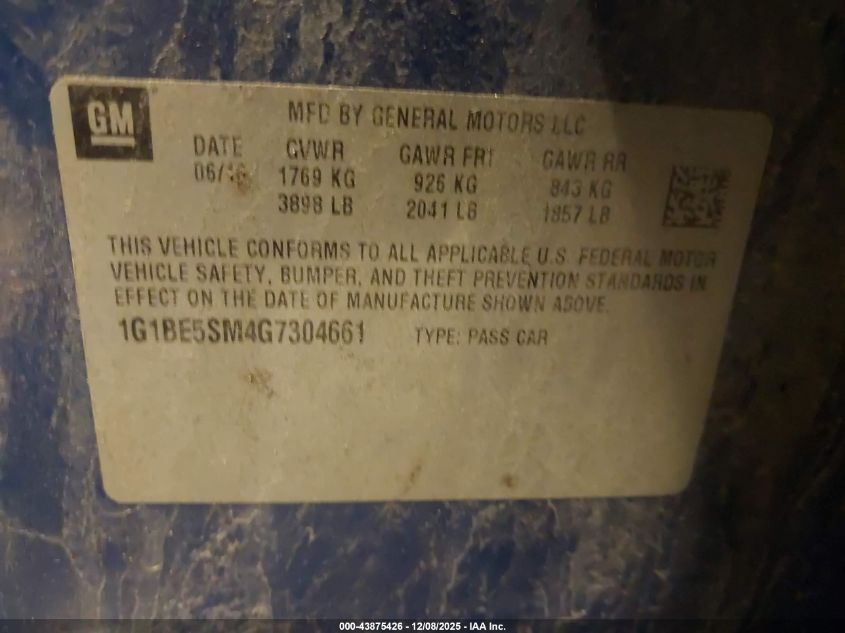 GM
MFD BY GENERAL MOTORS LLC
DATE GVWR GAWR FRT GAWR RR
06/16 1769 KG 926 KG 843 KG
3898 LB 2041 LB 1857 LB
THIS VEHICLE CONFORMS TO ALL APPLICABLE U.S. FEDERAL MOTOR
VEHICLE SAFETY, BUMPER, AND THEFT PREVENTION STANDARDS IN
EFFECT ON THE DATE OF MANUFACTURE SHOWN ABOVE.
1G1BE5SM4G7304661 TYPE: PASS CAR
000-43875426 - 12/08/2025 - IAA Inc.